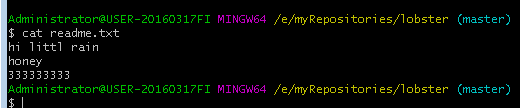 Administrator@USER-20160317FI MINGW64 /e/myRepositories/lobster (master)
$ cat readme.txt
hi littl rain
honey
333333333
Administrator@USER-20160317FI MINGW64 /e/myRepositories/lobster (master)
$